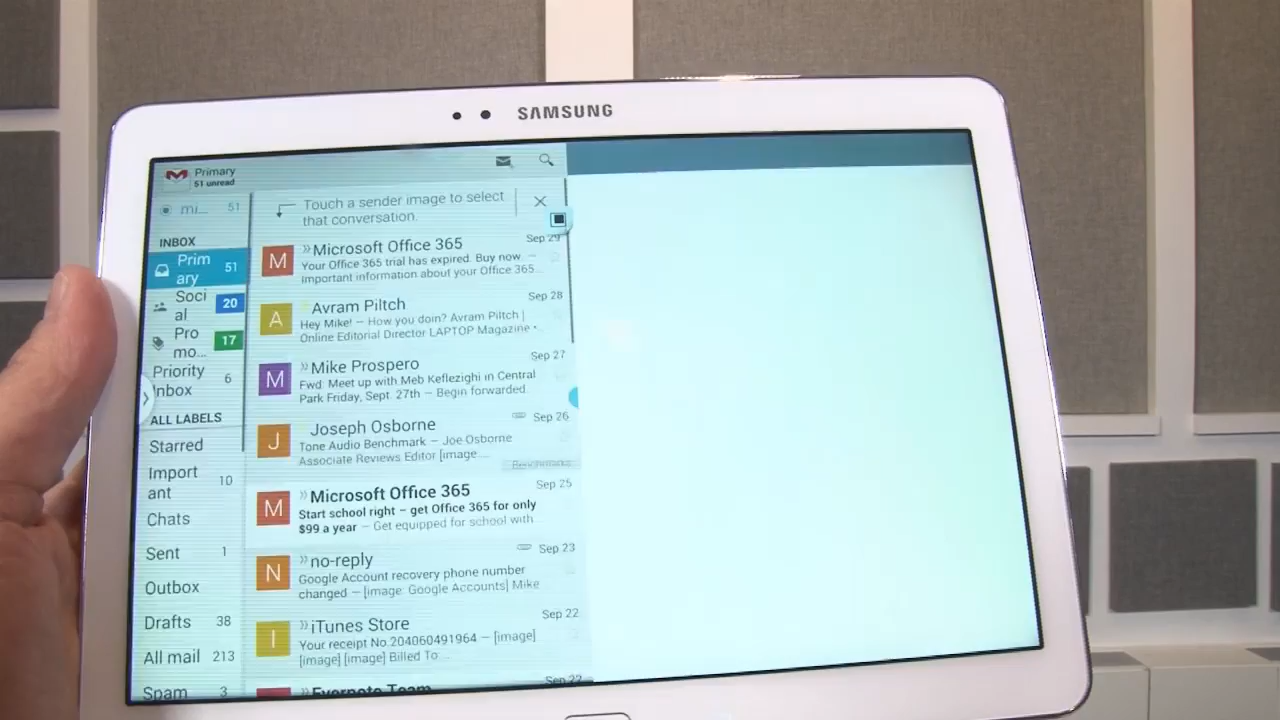 SAMSUNG
Primary
51 unread
mi... 51
INBOX
Prim
ary
51
Soci
al
20
Pro
mo...
17
Priority
Inbox
6
ALL LABELS
Starred
Import
ant
10
Chats
Sent 1
Outbox
Drafts 38
All mail 213
Spam 3
Touch a sender image to select
that conversation.
M
Microsoft Office 365
Sep 29
Your Office 365 trial has expired. Buy now –
Important information about your Office 365...
A
Avram Piltch
Sep 28
Hey Mike! – How you doin? Avram Piltch |
Online Editorial Director LAPTOP Magazine •
M
Mike Prospero
Sep 27
Fwd: Meet up with Meb Keflezighi in Central
Park Friday, Sept. 27th – Begin forwarded
J
Joseph Osborne
Sep 26
Tone Audio Benchmark – Joe Osborne
Associate Reviews Editor [image...
Benchmarks
M
Microsoft Office 365
Sep 25
Start school right – get Office 365 for only
$99 a year – Get equipped for school with...
N
no-reply
Sep 23
Google Account recovery phone number
changed – [image: Google Accounts] Mike
I
iTunes Store
Sep 22
Your receipt No.204060491964 – [image]
[image] [image] Billed To:...
Evernote Team
Sep 22